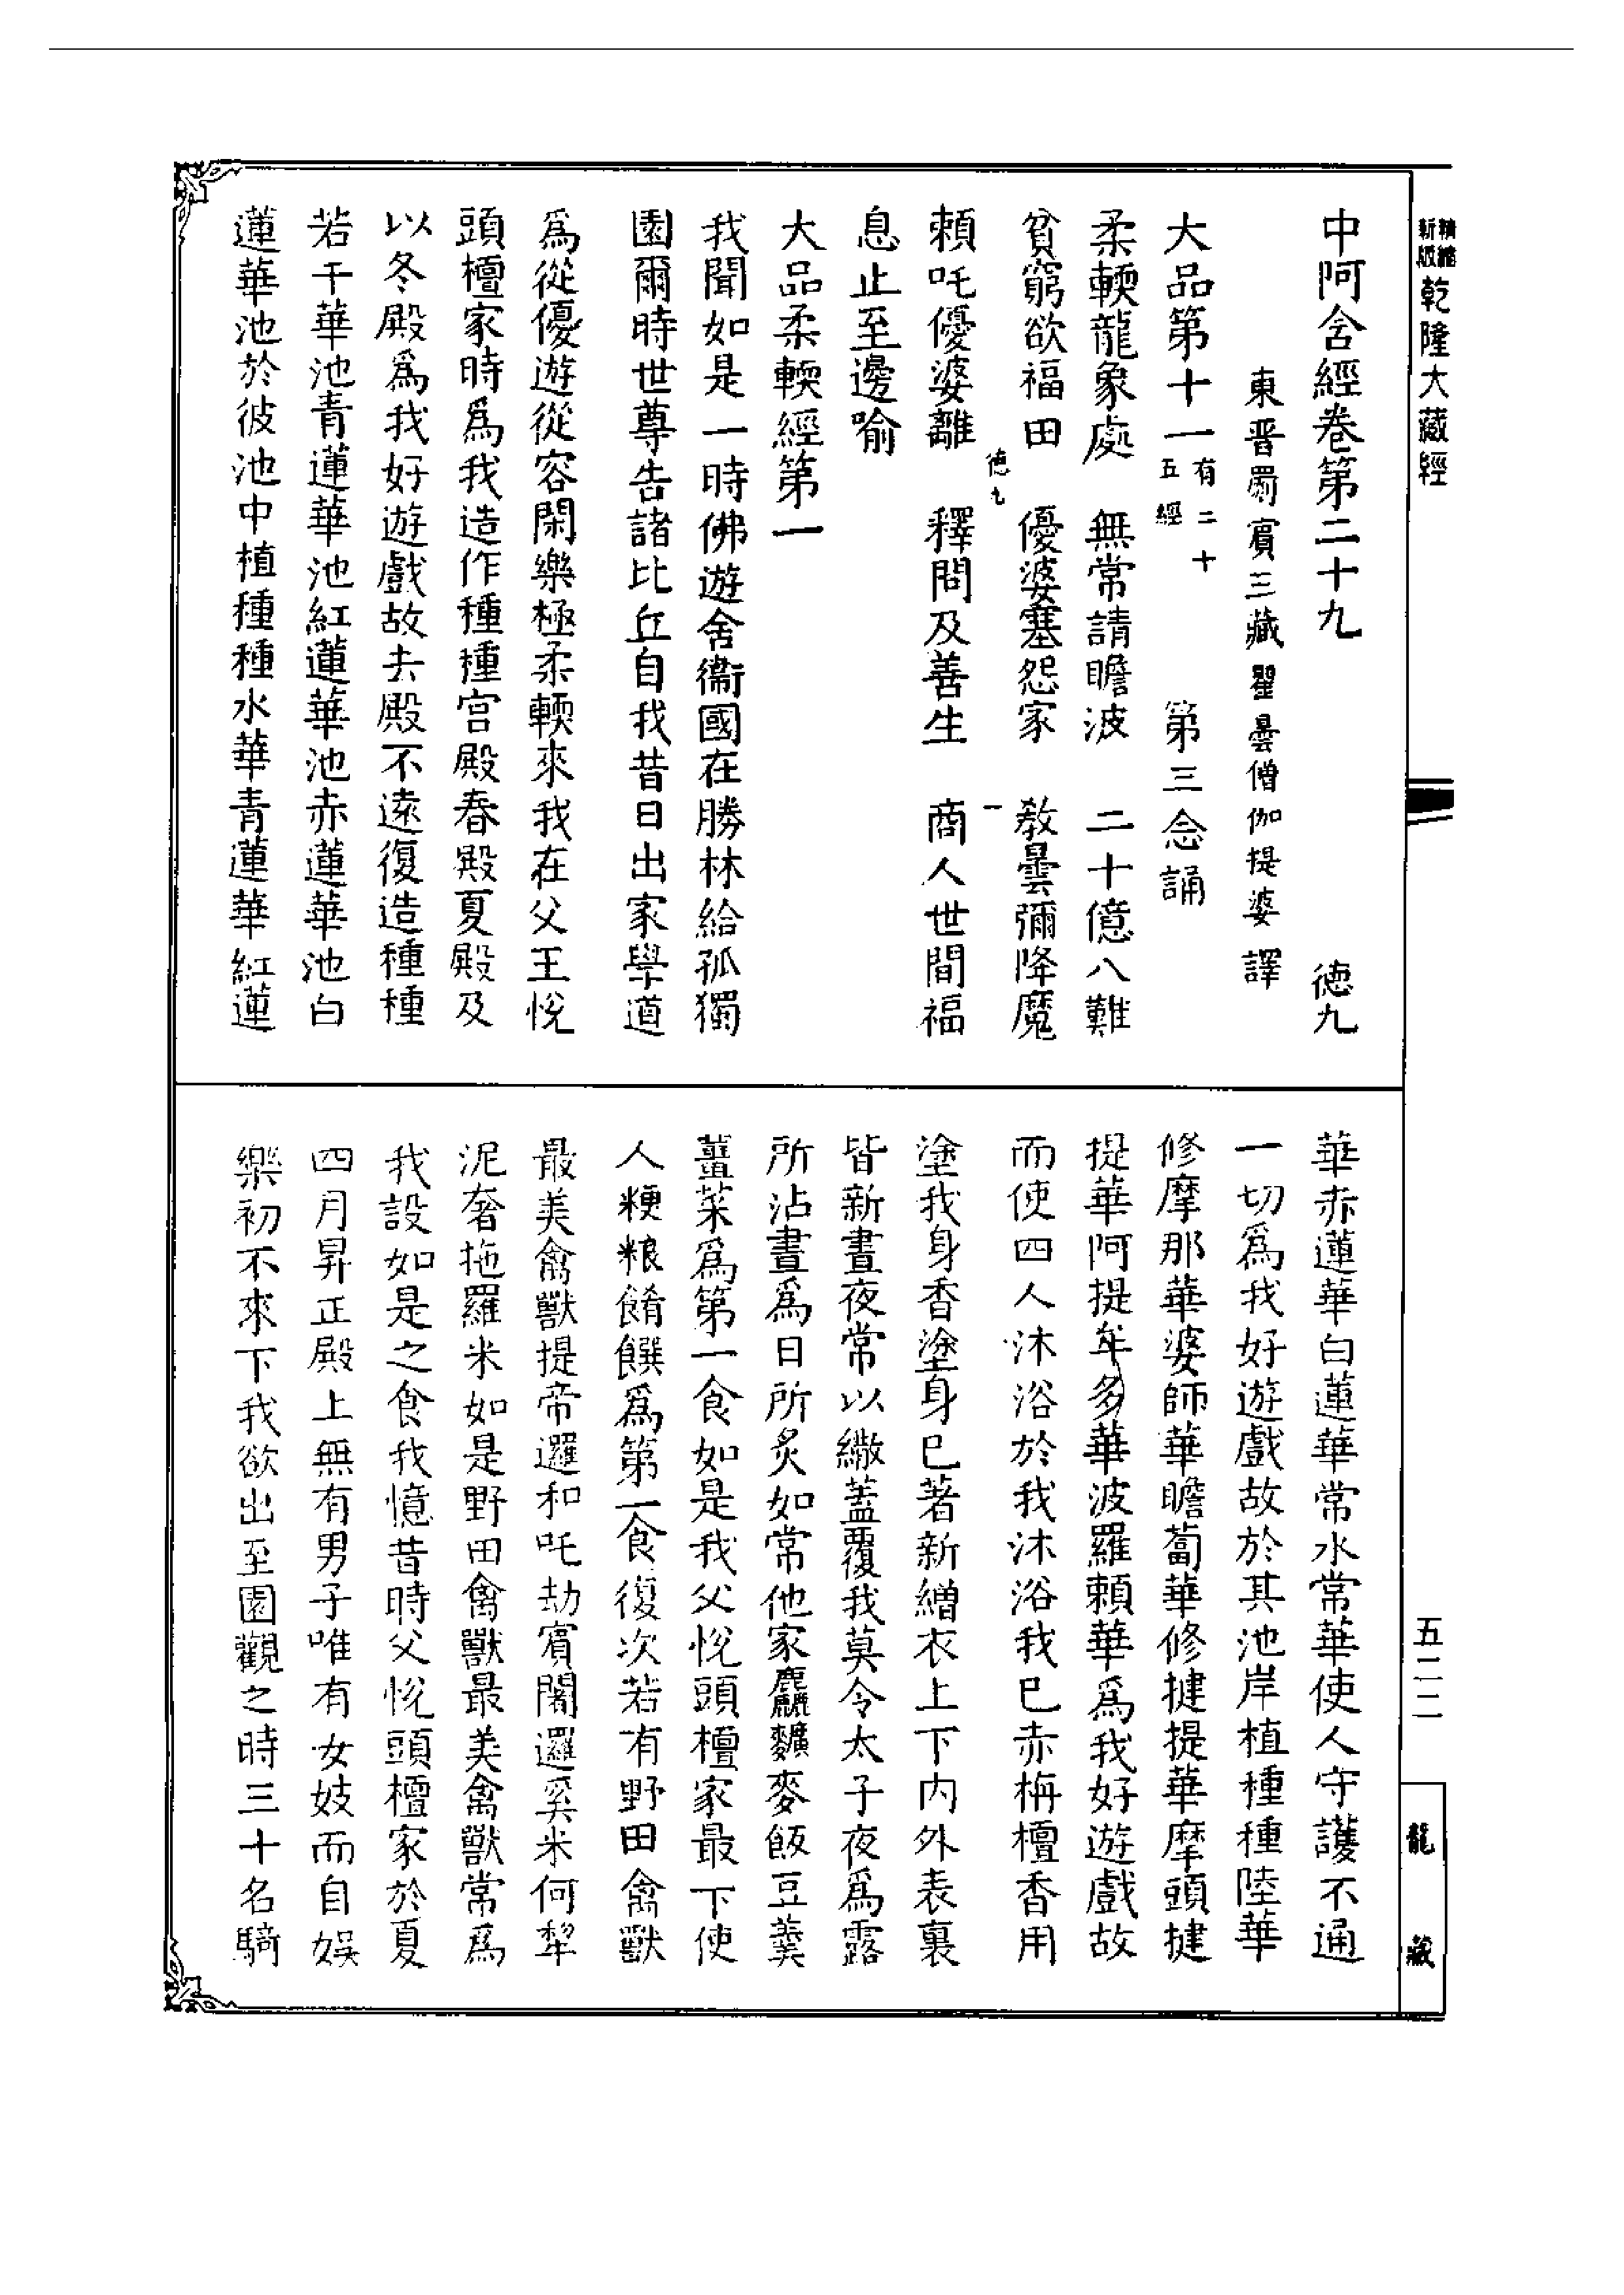 精縮新版乾隆大藏經
中阿含經卷第二十九 德九
東晉罽賓三藏瞿曇僧伽提婆譯
大品第十一有二十五經 第三念誦
柔輭龍象處 無常請瞻波 二十億八難
貧窮欲福田 優婆塞怨家 教曇彌降魔
德九 一
賴吒優婆離 釋問及善生 商人世間福
息止至邊喻
大品柔輭經第一
我聞如是一時佛遊舍衞國在勝林給孤獨
園爾時世尊告諸比丘自我昔日出家學道
爲從優遊從容閑樂極柔輭來我在父王悅
頭檀家時爲我造作種種宫殿春殿夏殿及
以冬殿爲我好遊戲故去殿不遠復造種種
若干華池青蓮華池紅蓮華池赤蓮華池白
蓮華池於彼池中植種種水華青蓮華紅蓮
華赤蓮華白蓮華常水常華使人守護不通
一切爲我好遊戲故於其池岸植種種陸華
修摩那華婆師華瞻蔔華修揵提華摩頭揵
提華阿提牟多華波羅賴華爲我好遊戲故
而使四人沐浴於我沐浴我已赤栴檀香用
塗我身香塗身已著新繒衣上下内外表裏
皆新晝夜常以繖蓋覆我莫令太子夜爲露
所沾晝爲日所炙如常他家麤𪍿麥飯豆羹
薑菜爲第一食如是我父悅頭檀家最下使
人粳粮餚饌爲第一食復次若有野田禽獸
最美禽獸提帝邏和吒劫賓闍邏奚米何犂
泥奢拖羅米如是野田禽獸最美禽獸常爲
我設如是之食我憶昔時父悅頭檀家於夏
四月昇正殿上無有男子唯有女妓而自娛
樂初不來下我欲出至園觀之時三十名騎
五二二
龍藏